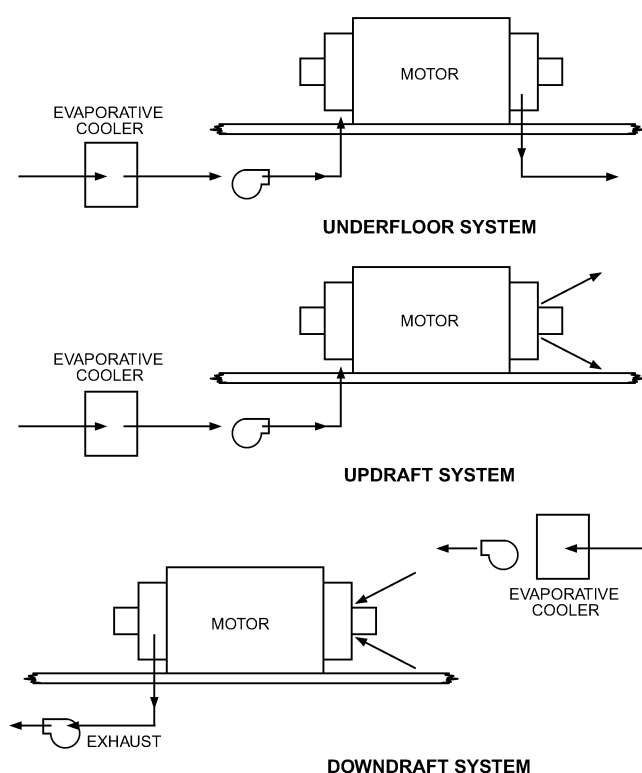 MOTOR
EVAPORATIVE
COOLER
UNDERFLOOR SYSTEM
MOTOR
EVAPORATIVE
COOLER
UPDRAFT SYSTEM
EVAPORATIVE
COOLER
MOTOR
EXHAUST
DOWNDRAFT SYSTEM